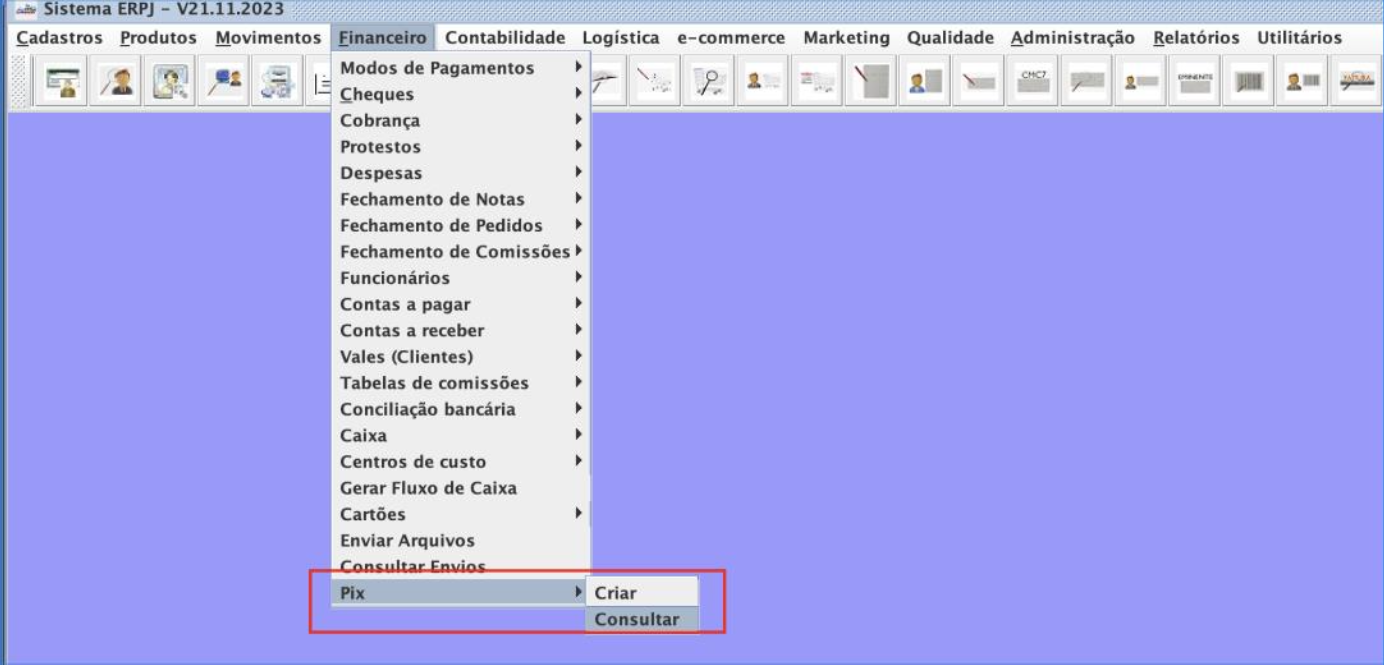 Sistema ERPJ - V21.11.2023
Cadastros Produtos Movimentos Financeiro Contabilidade Logística e-commerce Marketing Qualidade Administração Relatórios Utilitários
CMC7 EMINENTE FATURA
Modos de Pagamentos
Cheques
Cobrança
Protestos
Despesas
Fechamento de Notas
Fechamento de Pedidos
Fechamento de Comissões
Funcionários
Contas a pagar
Contas a receber
Vales (Clientes)
Tabelas de comissões
Conciliação bancária
Caixa
Centros de custo
Gerar Fluxo de Caixa
Cartões
Enviar Arquivos
Consultar Envios
Pix Criar
Consultar